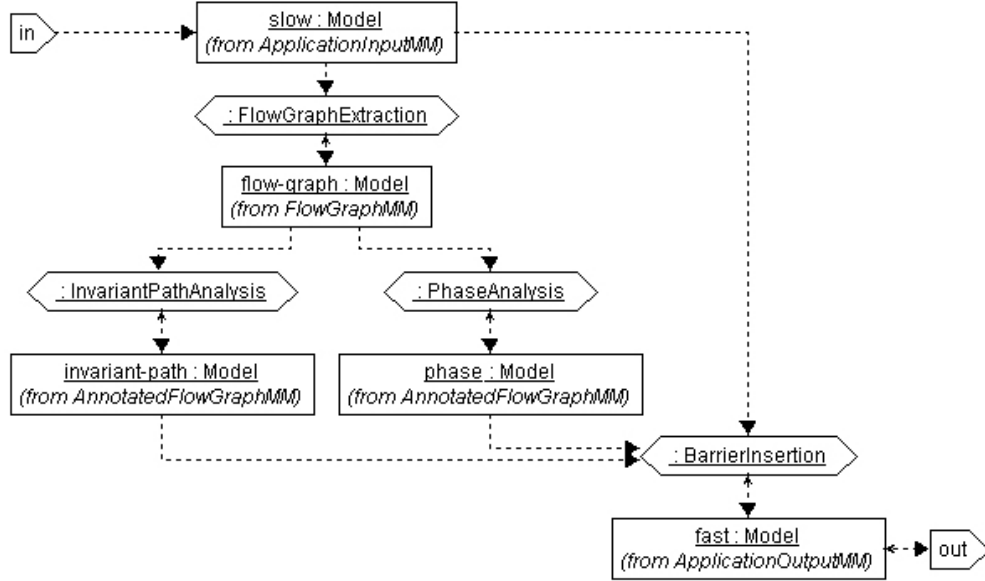 slow : Model
in
(from ApplicationInputMM)
: FlowGraphExtraction
flow-graph : Model
(from FlowGraphMM)
: InvariantPathAnalysis
: PhaseAnalysis
invariant-path : Model
(from AnnotatedFlowGraphMM)
phase : Model
(from AnnotatedFlowGraphMM)
: BarrierInsertion
fast : Model
(from ApplicationOutputMM)
out